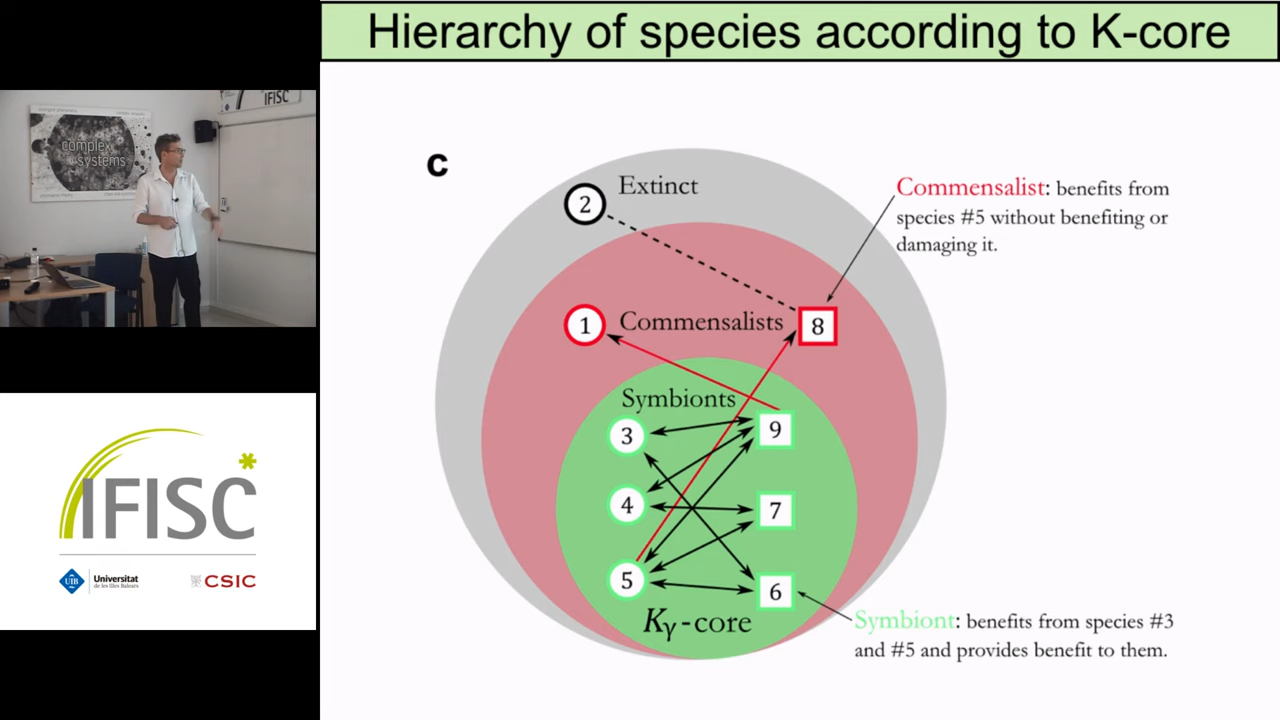 Hierarchy of species according to K-core
IFISC
complex
systems
c
Extinct
2
Commensalist: benefits from
species #5 without benefiting or
damaging it.
1
Commensalists
8
Symbionts
3
9
4
7
5
6
Kγ-core
Symbiont: benefits from species #3
and #5 and provides benefit to them.
IFISC
UIB
Universitat
de les Illes Balears
CSIC